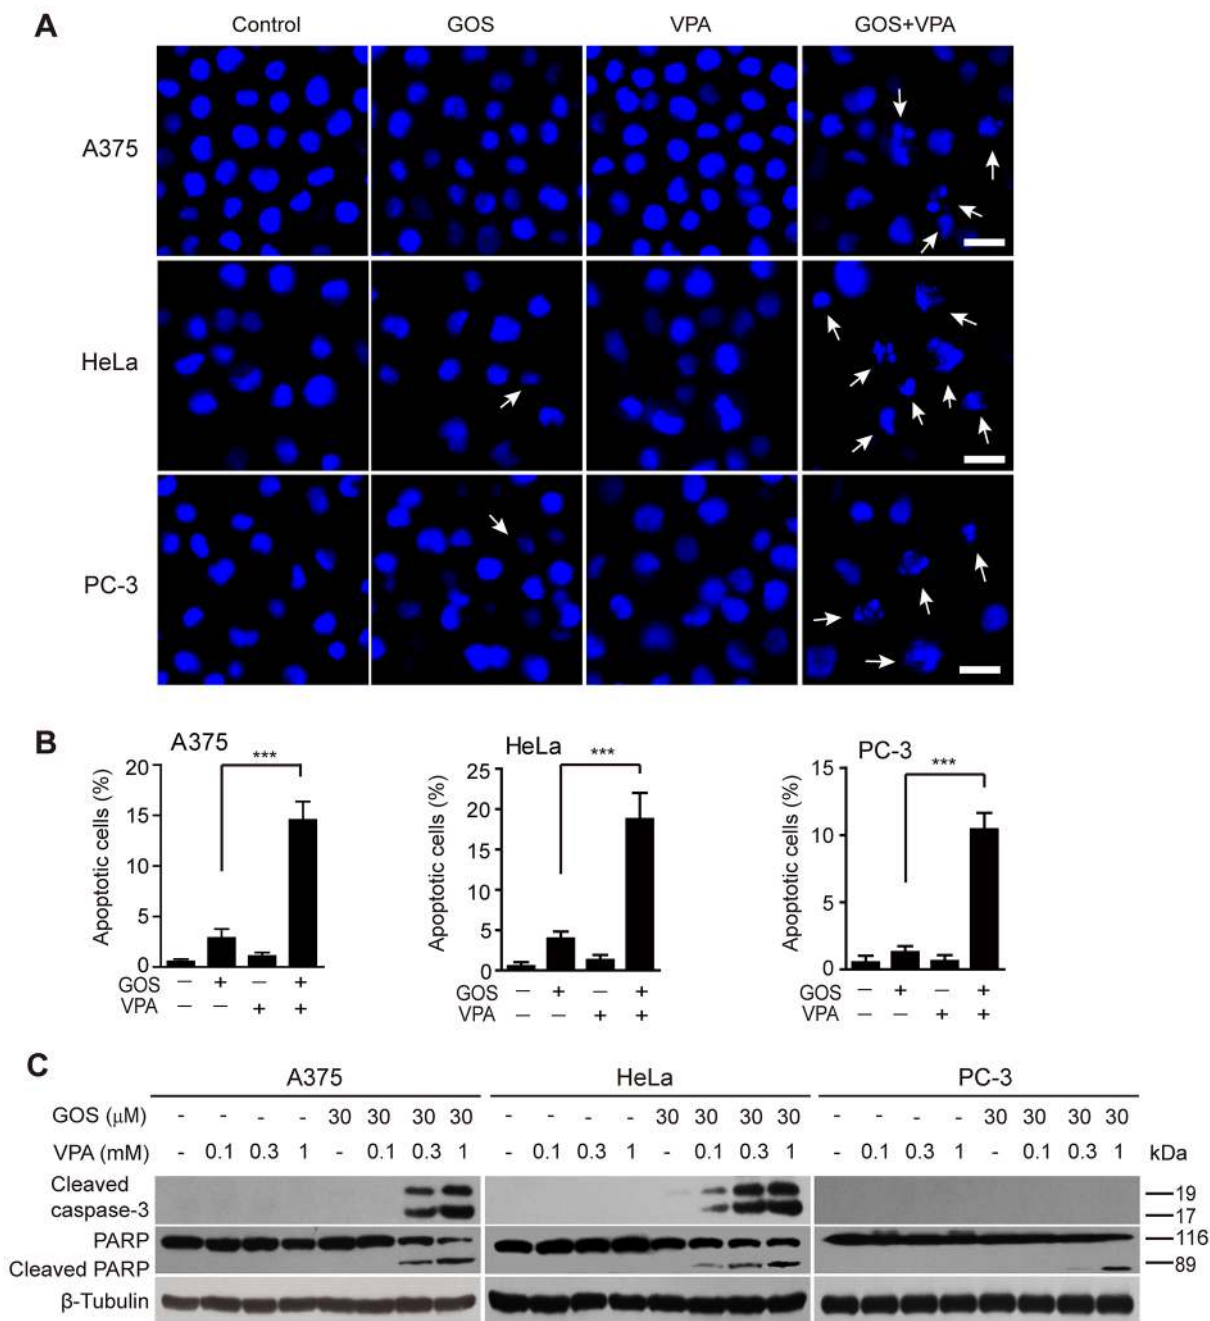 A
Control GOS VPA GOS+VPA
A375
HeLa
PC-3
B
A375
Apoptotic cells (%)
20
15
10
5
0
***
GOS – + – +
VPA – – + +
HeLa
Apoptotic cells (%)
25
20
15
10
5
0
***
GOS – + – +
VPA – – + +
PC-3
Apoptotic cells (%)
15
10
5
0
***
GOS – + – +
VPA – – + +
C
A375 HeLa PC-3
GOS (μM) - - - - 30 30 30 30 - - - - 30 30 30 30 - - - - 30 30 30 30
VPA (mM) - 0.1 0.3 1 - 0.1 0.3 1 - 0.1 0.3 1 - 0.1 0.3 1 - 0.1 0.3 1 - 0.1 0.3 1 kDa
Cleaved
caspase-3
19
17
PARP 116
Cleaved PARP 89
β-Tubulin